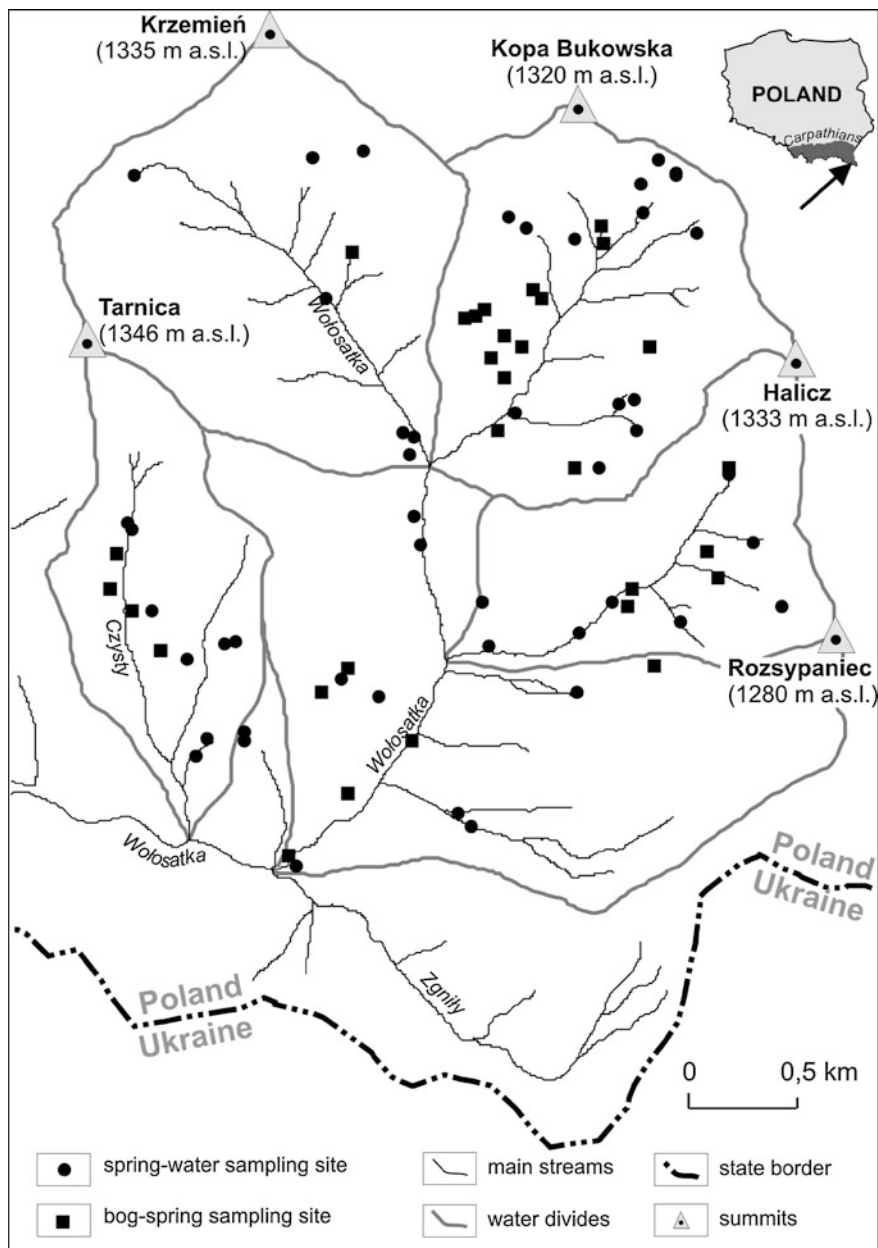 Krzemień
(1335 m a.s.l.)
Kopa Bukowska
(1320 m a.s.l.)
POLAND
Carpathians
Tarnica
(1346 m a.s.l.)
Wołosatka
Halicz
(1333 m a.s.l.)
Czysty
Rozsypaniec
(1280 m a.s.l.)
Wołosatka
Wołosatka
Poland
Ukraine
Poland
Ukraine
Zgniły
0 0,5 km
spring-water sampling site
main streams
state border
bog-spring sampling site
water divides
summits